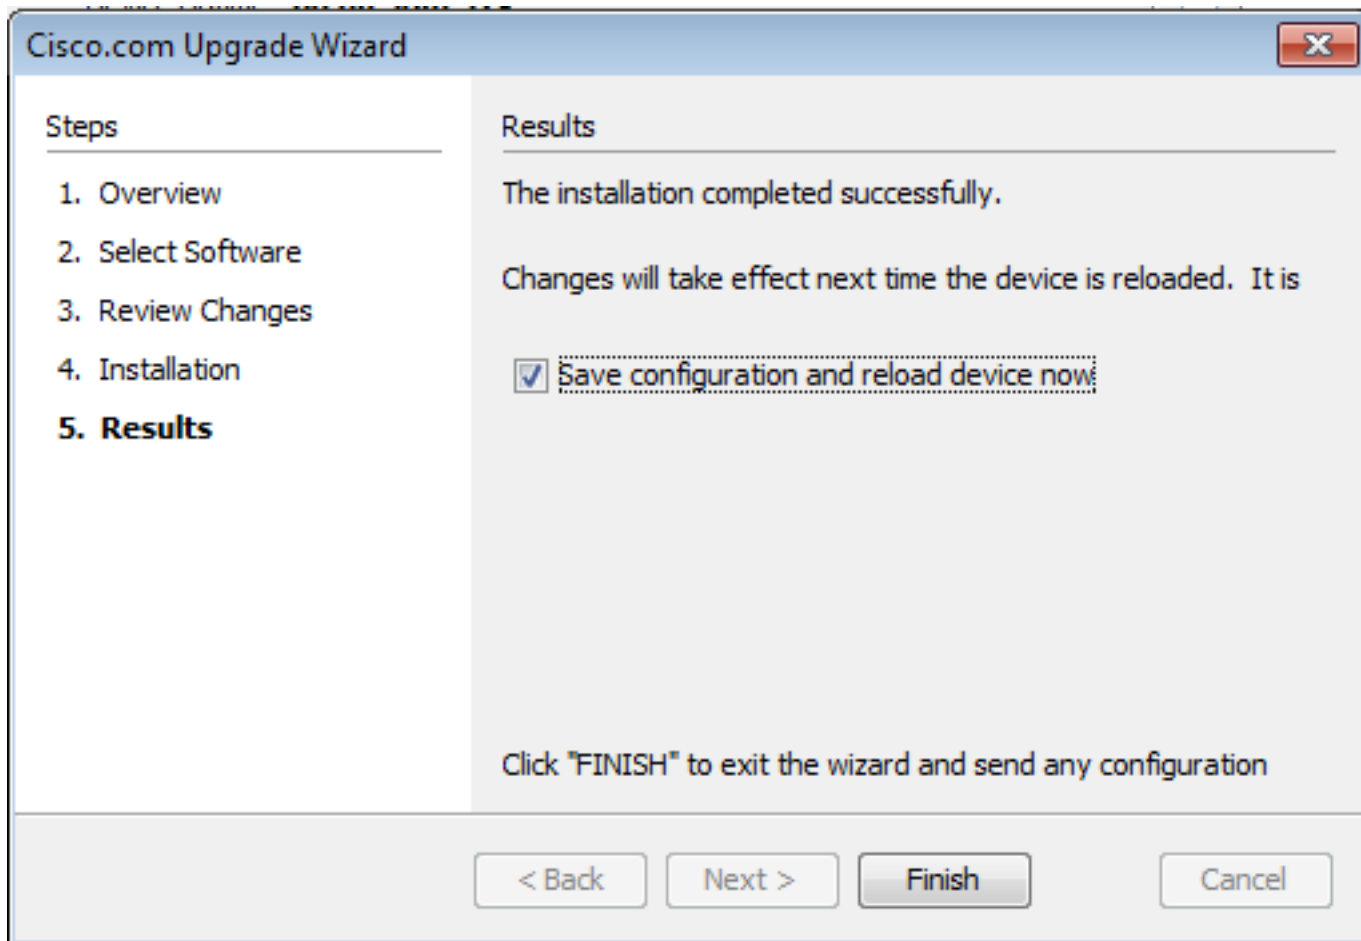 Cisco.com Upgrade Wizard
Steps
1. Overview
2. Select Software
3. Review Changes
4. Installation
5. Results
Results
The installation completed successfully.
Changes will take effect next time the device is reloaded. It is
Save configuration and reload device now
Click "FINISH" to exit the wizard and send any configuration
< Back
Next >
Finish
Cancel